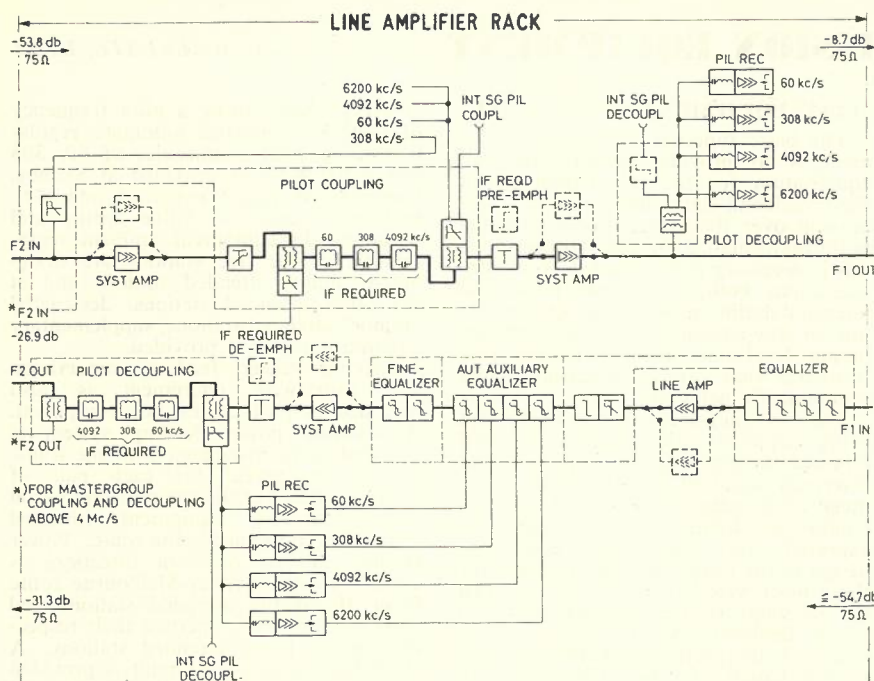 LINE AMPLIFIER RACK
-53,8 db
75Ω
-8.7 db
75Ω
6200 kc/s
4092 kc/s
60 kc/s
308 kc/s
INT SG PIL
COUPL
INT SG PIL
DECOUPL
PIL REC
60 kc/s
308 kc/s
4092 kc/s
6200 kc/s
PILOT COUPLING
IF REQD
PRE-EMPH
PILOT DECOUPLING
F2 IN
SYST AMP
60
308
4092 kc/s
IF REQUIRED
T
SYST AMP
F1 OUT
*F2 IN
-26.9 db
IF REQUIRED
DE-EMPH
F2 OUT
PILOT DECOUPLING
FINE-
EQUALIZER
AUT AUXILIARY
EQUALIZER
LINE AMP
EQUALIZER
4092
308
60 kc/s
IF REQUIRED
T
SYST AMP
F1 IN
*F2 OUT
*) FOR MASTERGROUP
COUPLING AND DECOUPLING
ABOVE 4 Mc/s
PIL REC
60 kc/s
308 kc/s
4092 kc/s
6200 kc/s
-31.3 db
75Ω
≤ -54,7 db
75Ω
INT SG PIL
DECOUPL.